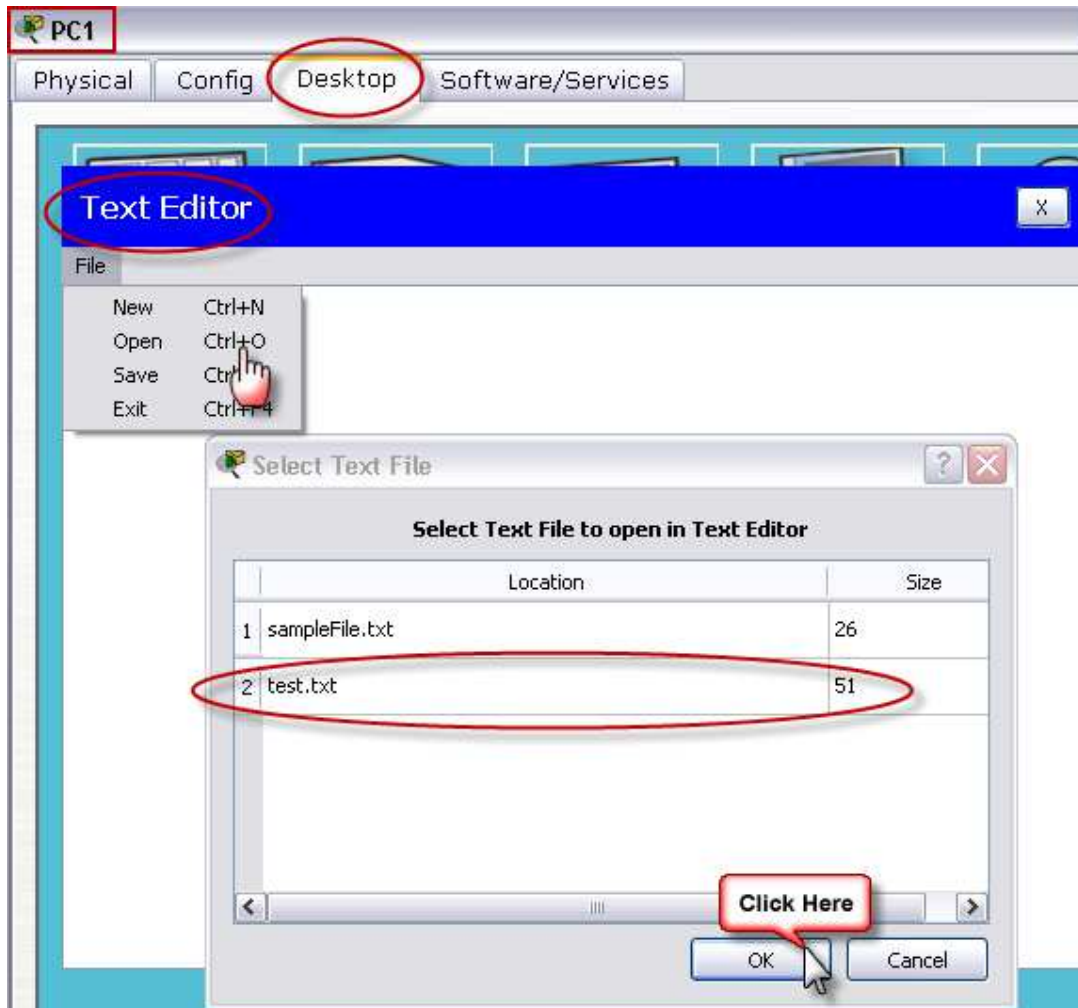 PC1
Physical Config Desktop Software/Services
Text Editor X
File
New Ctrl+N
Open Ctrl+O
Save
Exit
Select Text File ?
Select Text File to open in Text Editor
Location Size
1 sampleFile.txt 26
2 test.txt 51
Click Here
OK Cancel